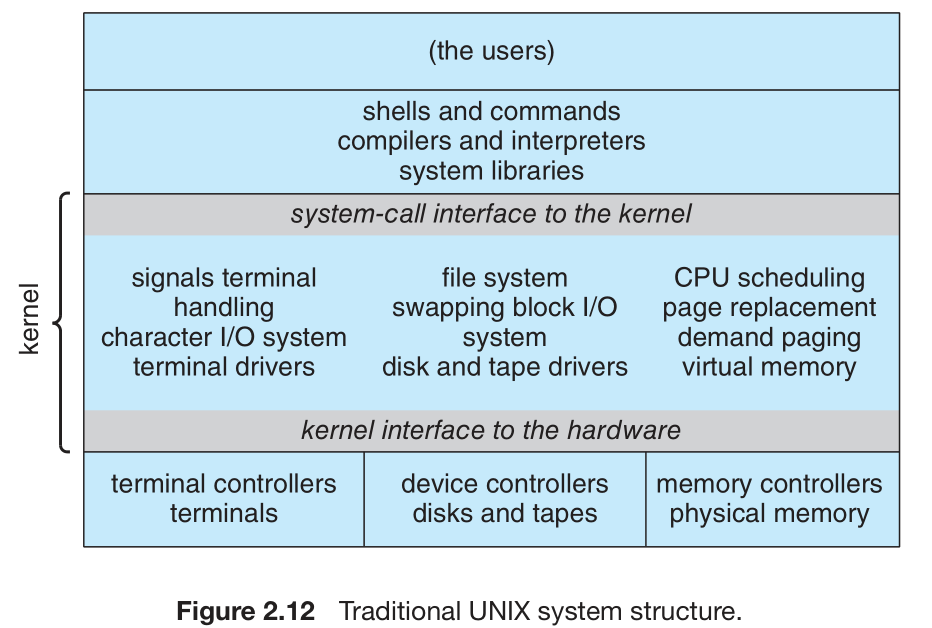 (the users)
shells and commands
compilers and interpreters
system libraries
kernel
system-call interface to the kernel
signals terminal
handling
character I/O system
terminal drivers
file system
swapping block I/O
system
disk and tape drivers
CPU scheduling
page replacement
demand paging
virtual memory
kernel interface to the hardware
terminal controllers
terminals
device controllers
disks and tapes
memory controllers
physical memory
Figure 2.12 Traditional UNIX system structure.